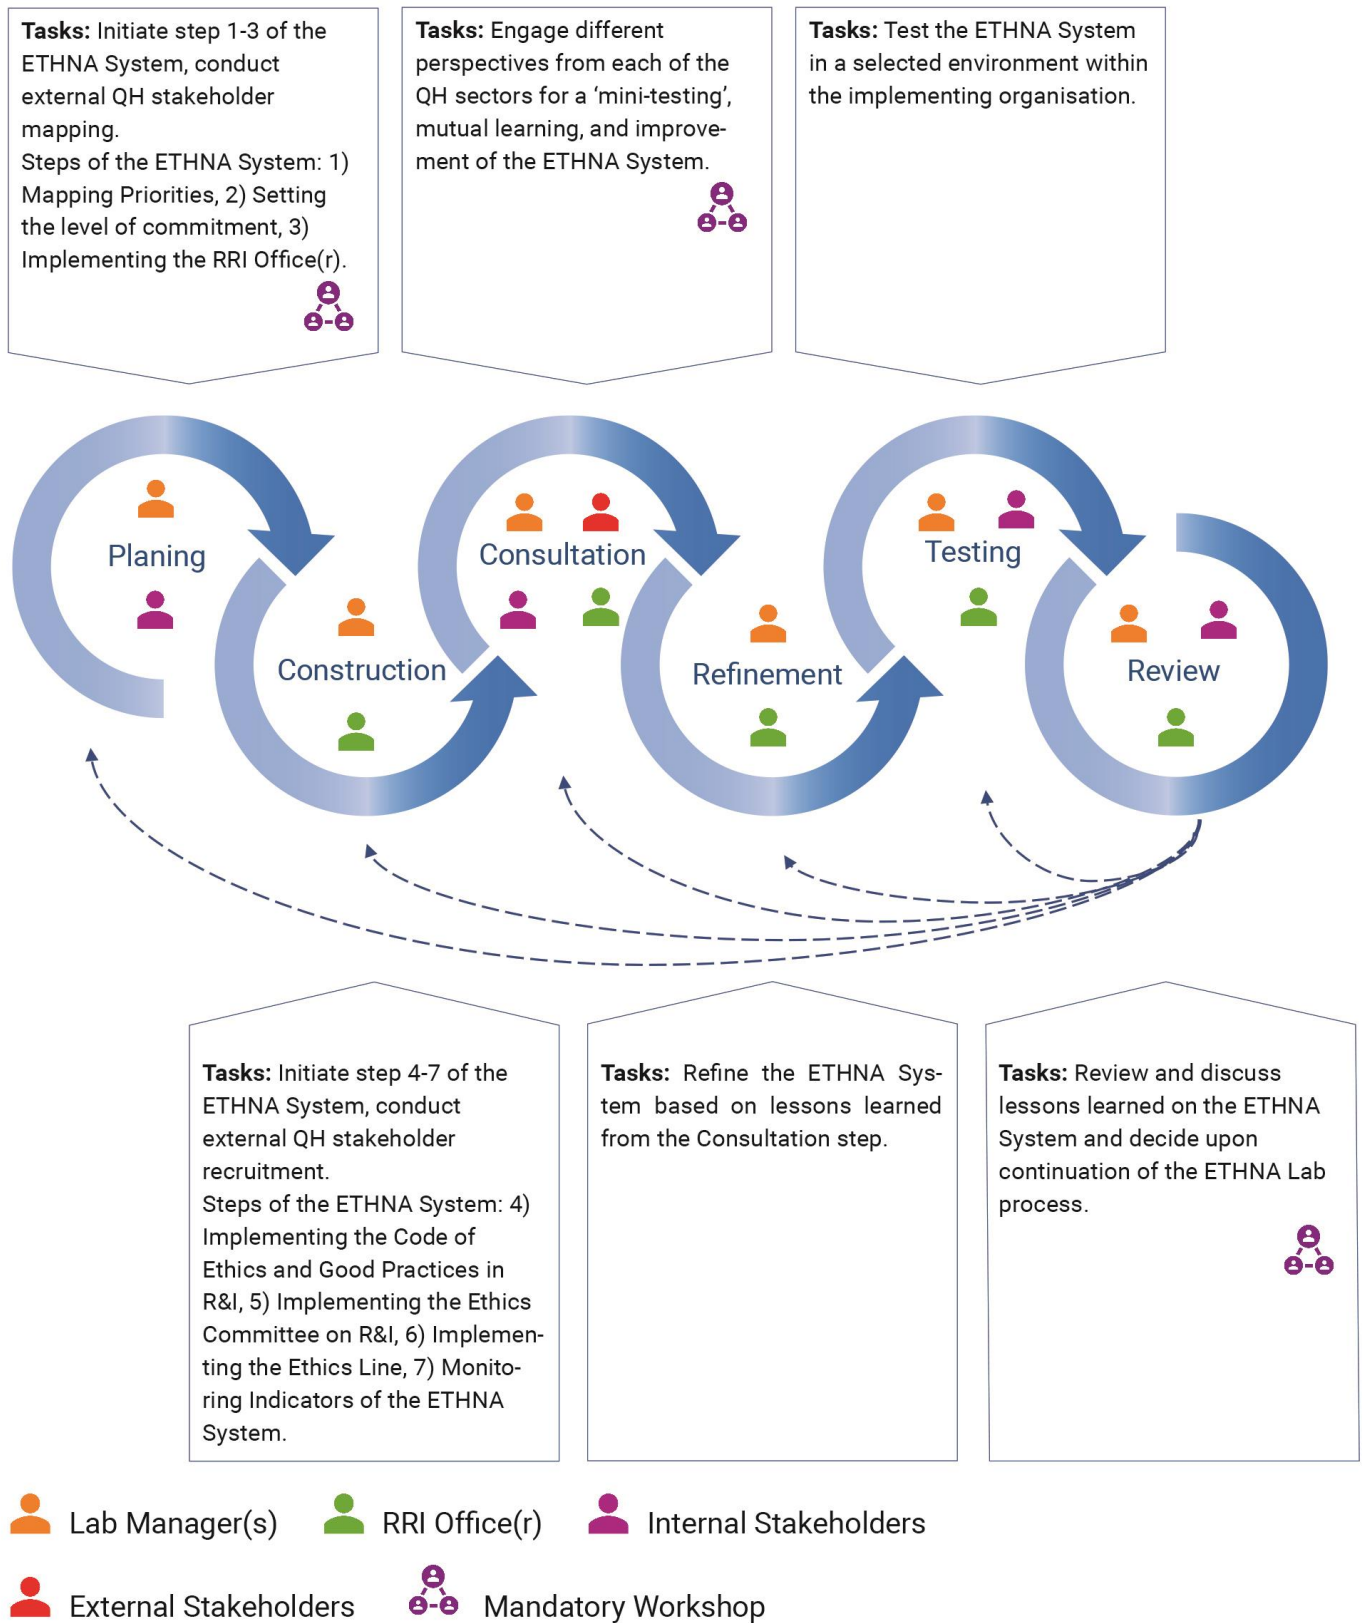 Tasks: Initiate step 1-3 of the
ETHNA System, conduct
external QH stakeholder
mapping.
Steps of the ETHNA System: 1)
Mapping Priorities, 2) Setting
the level of commitment, 3)
Implementing the RRI Office(r).
Tasks: Engage different
perspectives from each of the
QH sectors for a ‘mini-testing’,
mutual learning, and improve-
ment of the ETHNA System.
Tasks: Test the ETHNA System
in a selected environment within
the implementing organisation.
Planing
Construction
Consultation
Refinement
Testing
Review
Tasks: Initiate step 4-7 of the
ETHNA System, conduct
external QH stakeholder
recruitment.
Steps of the ETHNA System: 4)
Implementing the Code of
Ethics and Good Practices in
R&I, 5) Implementing the Ethics
Committee on R&I, 6) Implemen-
ting the Ethics Line, 7) Monito-
ring Indicators of the ETHNA
System.
Tasks: Refine the ETHNA Sys-
tem based on lessons learned
from the Consultation step.
Tasks: Review and discuss
lessons learned on the ETHNA
System and decide upon
continuation of the ETHNA Lab
process.
Lab Manager(s)
RRI Office(r)
Internal Stakeholders
External Stakeholders
Mandatory Workshop